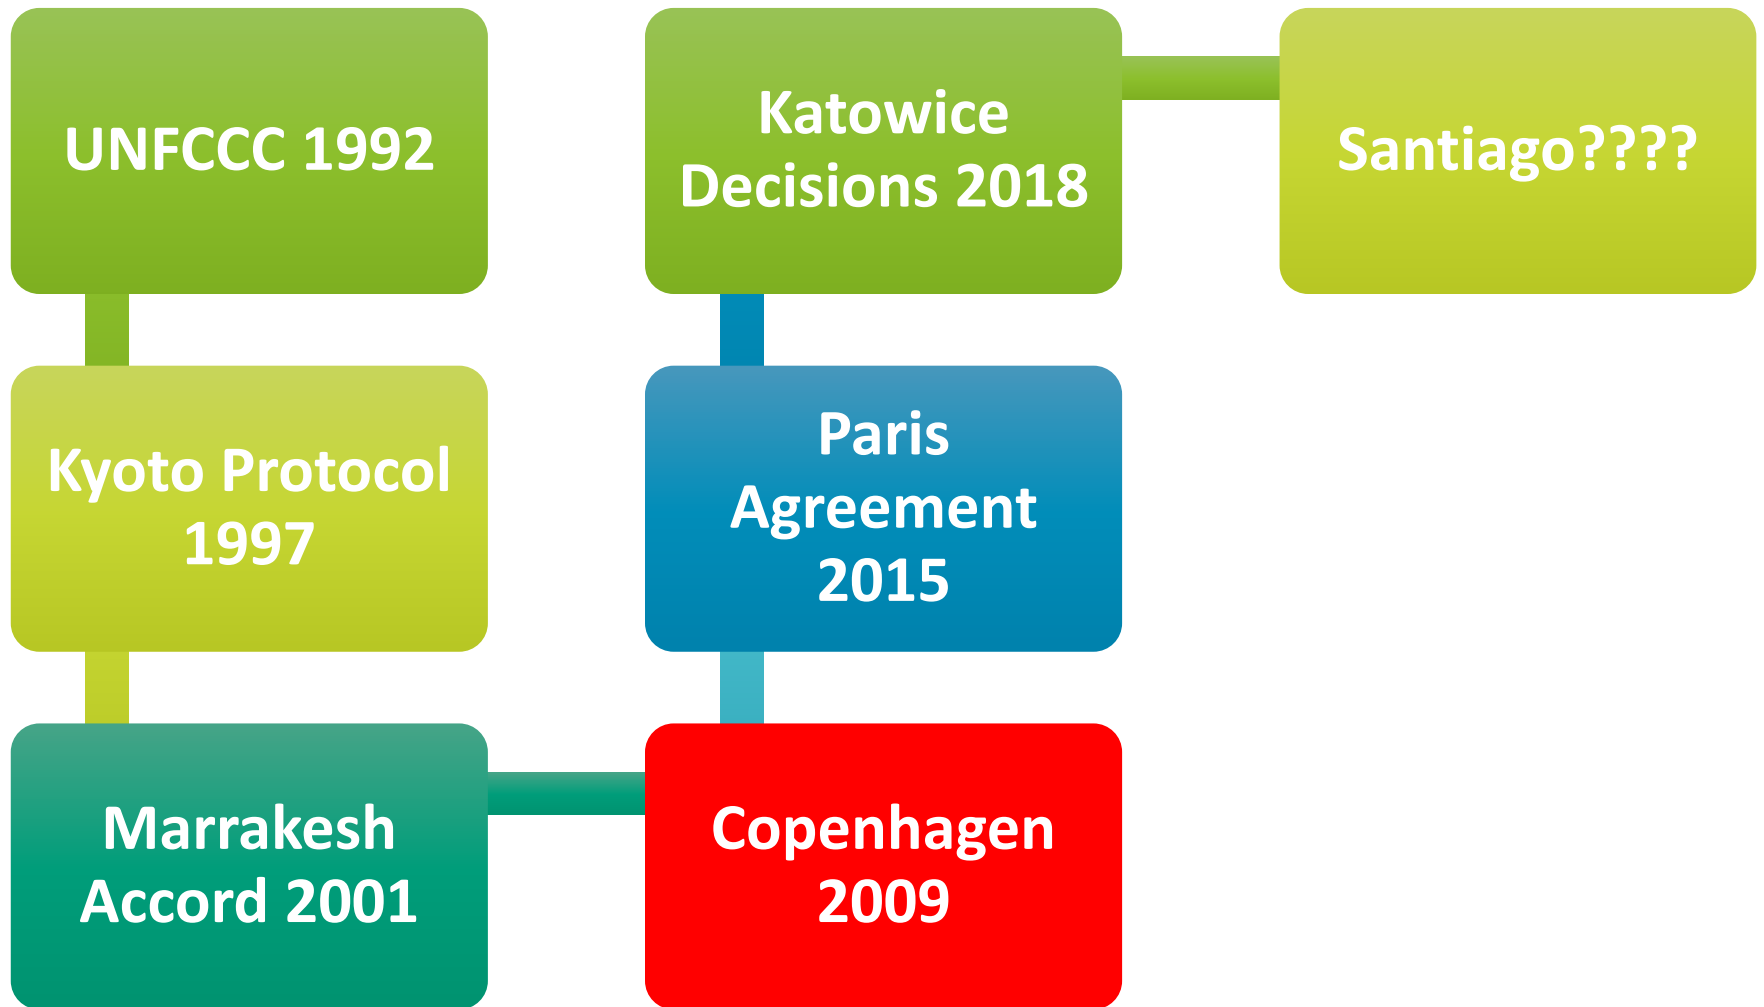 UNFCCC 1992
Kyoto Protocol
1997
Marrakesh
Accord 2001
Copenhagen
2009
Paris
Agreement
2015
Katowice
Decisions 2018
Santiago????